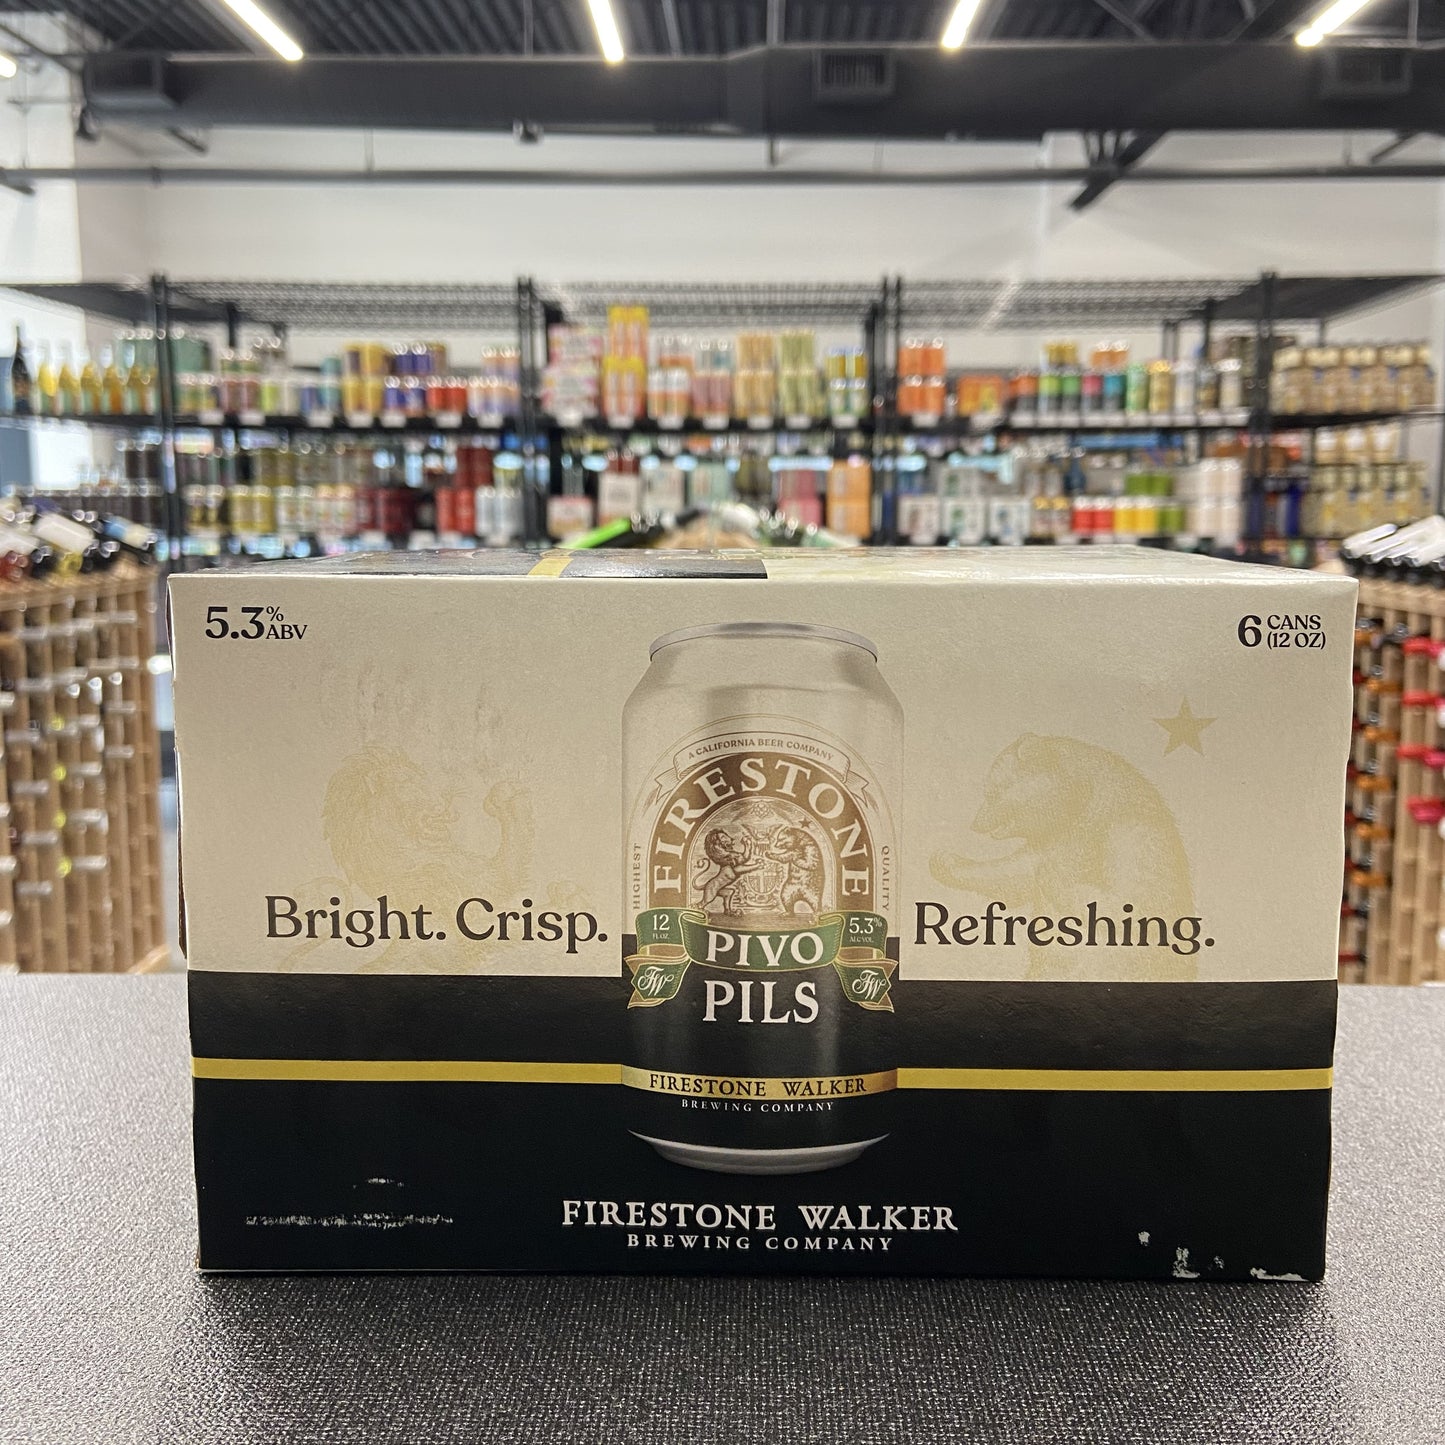 5.3% ABV
6 CANS (12 OZ)
A CALIFORNIA BEER COMPANY
FIRESTONE
HIGHEST
QUALITY
Bright. Crisp.
Refreshing.
12 FL OZ.
5.3% ALC VOL.
PIVO
FW
FW
PILS
FIRESTONE WALKER
BREWING COMPANY
FIRESTONE WALKER
BREWING COMPANY